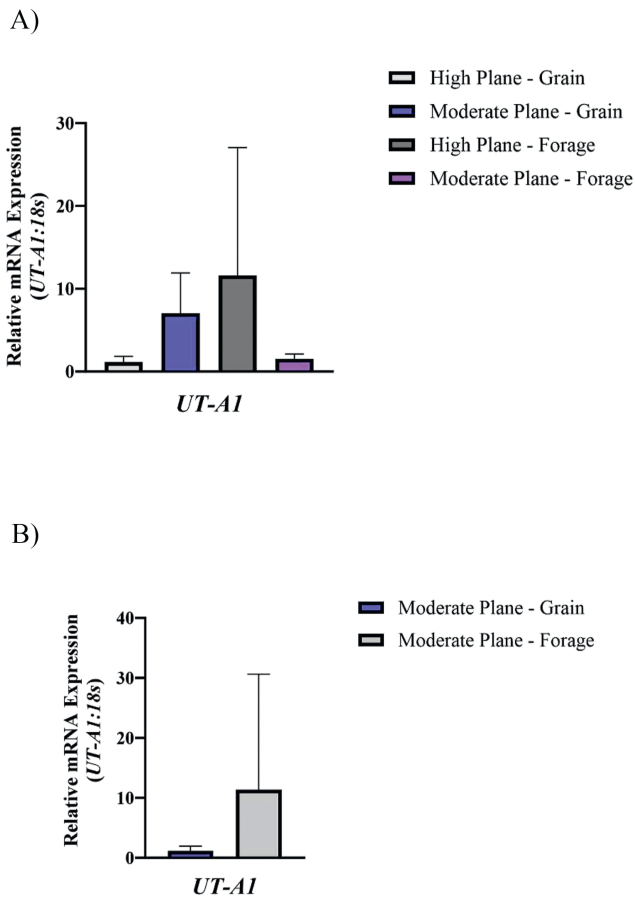 A)
High Plane - Grain
Moderate Plane - Grain
High Plane - Forage
Moderate Plane - Forage
Relative mRNA Expression
(UT-A1:18s)
30
20
10
0
UT-A1
B)
Moderate Plane - Grain
Moderate Plane - Forage
Relative mRNA Expression
(UT-A1:18s)
40
30
20
10
0
UT-A1